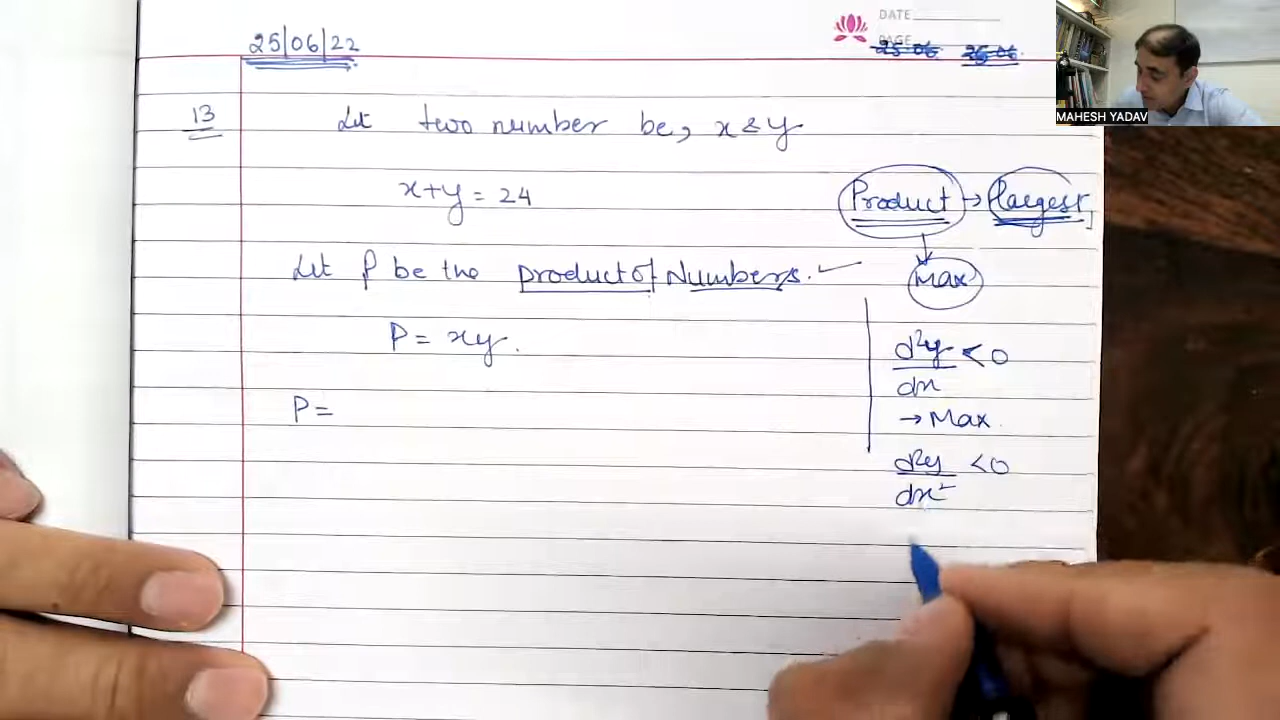 25|06|22
DATE
PAGE
25 06 25 06
13
Let two number be, x & y
x+y = 24
Product → largest
Let P be the product of Numbers.
Max
P = xy.
d²y < 0
dx
P =
→ Max
d²y < 0
dx²
MAHESH YADAV